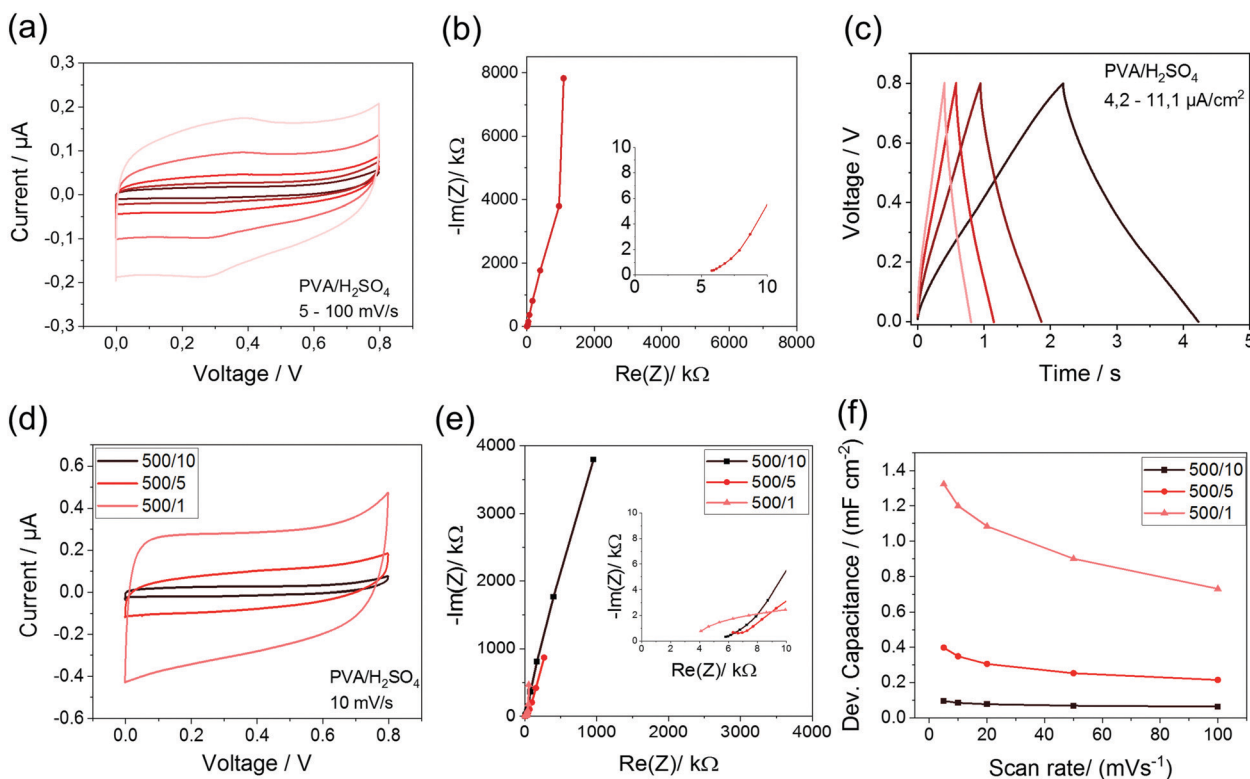 (a)
0,3
0,2
0,1
0,0
-0,1
-0,2
-0,3
Current / µA
PVA/H₂SO₄
5 - 100 mV/s
0,0 0,2 0,4 0,6 0,8
Voltage / V
(b)
8000
6000
4000
2000
0
-Im(Z)/ kΩ
10
8
6
4
2
0
0 5 10
0 2000 4000 6000 8000
Re(Z)/ kΩ
(c)
PVA/H₂SO₄
4,2 - 11,1 µA/cm²
0.8
0.6
0.4
0.2
0.0
Voltage / V
0 1 2 3 4 5
Time / s
(d)
500/10
500/5
500/1
0.6
0.4
0.2
0.0
-0.2
-0.4
-0.6
Current / µA
PVA/H₂SO₄
10 mV/s
0.0 0.2 0.4 0.6 0.8
Voltage / V
(e)
500/10
500/5
500/1
4000
3000
2000
1000
0
-Im(Z)/ kΩ
10
8
6
4
2
0
-Im(Z)/ kΩ
0 2 4 6 8 10
Re(Z)/ kΩ
0 1000 2000 3000 4000
Re(Z)/ kΩ
(f)
500/10
500/5
500/1
1.4
1.2
1.0
0.8
0.6
0.4
0.2
0.0
Dev. Capacitance / (mF cm⁻²)
0 20 40 60 80 100
Scan rate/ (mVs⁻¹)